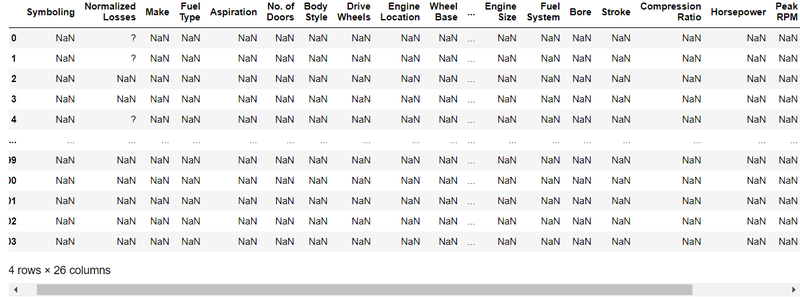 Symboling Normalized Losses Make Fuel Type Aspiration No. of Doors Body Style Drive Wheels Engine Location Wheel Base ... Engine Size Fuel System Bore Stroke Compression Ratio Horsepower Peak RPM
0 NaN ? NaN NaN NaN NaN NaN NaN NaN NaN ... NaN NaN NaN NaN NaN NaN NaN
1 NaN ? NaN NaN NaN NaN NaN NaN NaN NaN ... NaN NaN NaN NaN NaN NaN NaN
2 NaN NaN NaN NaN NaN NaN NaN NaN NaN NaN ... NaN NaN NaN NaN NaN NaN NaN
3 NaN NaN NaN NaN NaN NaN NaN NaN NaN NaN ... NaN NaN NaN NaN NaN NaN NaN
4 NaN ? NaN NaN NaN NaN NaN NaN NaN NaN ... NaN NaN NaN NaN NaN NaN NaN
... ... ... ... ... ... ... ... ... ... ... ... ... ... ... ... ... ... ...
99 NaN NaN NaN NaN NaN NaN NaN NaN NaN NaN ... NaN NaN NaN NaN NaN NaN NaN
00 NaN NaN NaN NaN NaN NaN NaN NaN NaN NaN ... NaN NaN NaN NaN NaN NaN NaN
01 NaN NaN NaN NaN NaN NaN NaN NaN NaN NaN ... NaN NaN NaN NaN NaN NaN NaN
02 NaN NaN NaN NaN NaN NaN NaN NaN NaN NaN ... NaN NaN NaN NaN NaN NaN NaN
03 NaN NaN NaN NaN NaN NaN NaN NaN NaN NaN ... NaN NaN NaN NaN NaN NaN NaN
4 rows × 26 columns